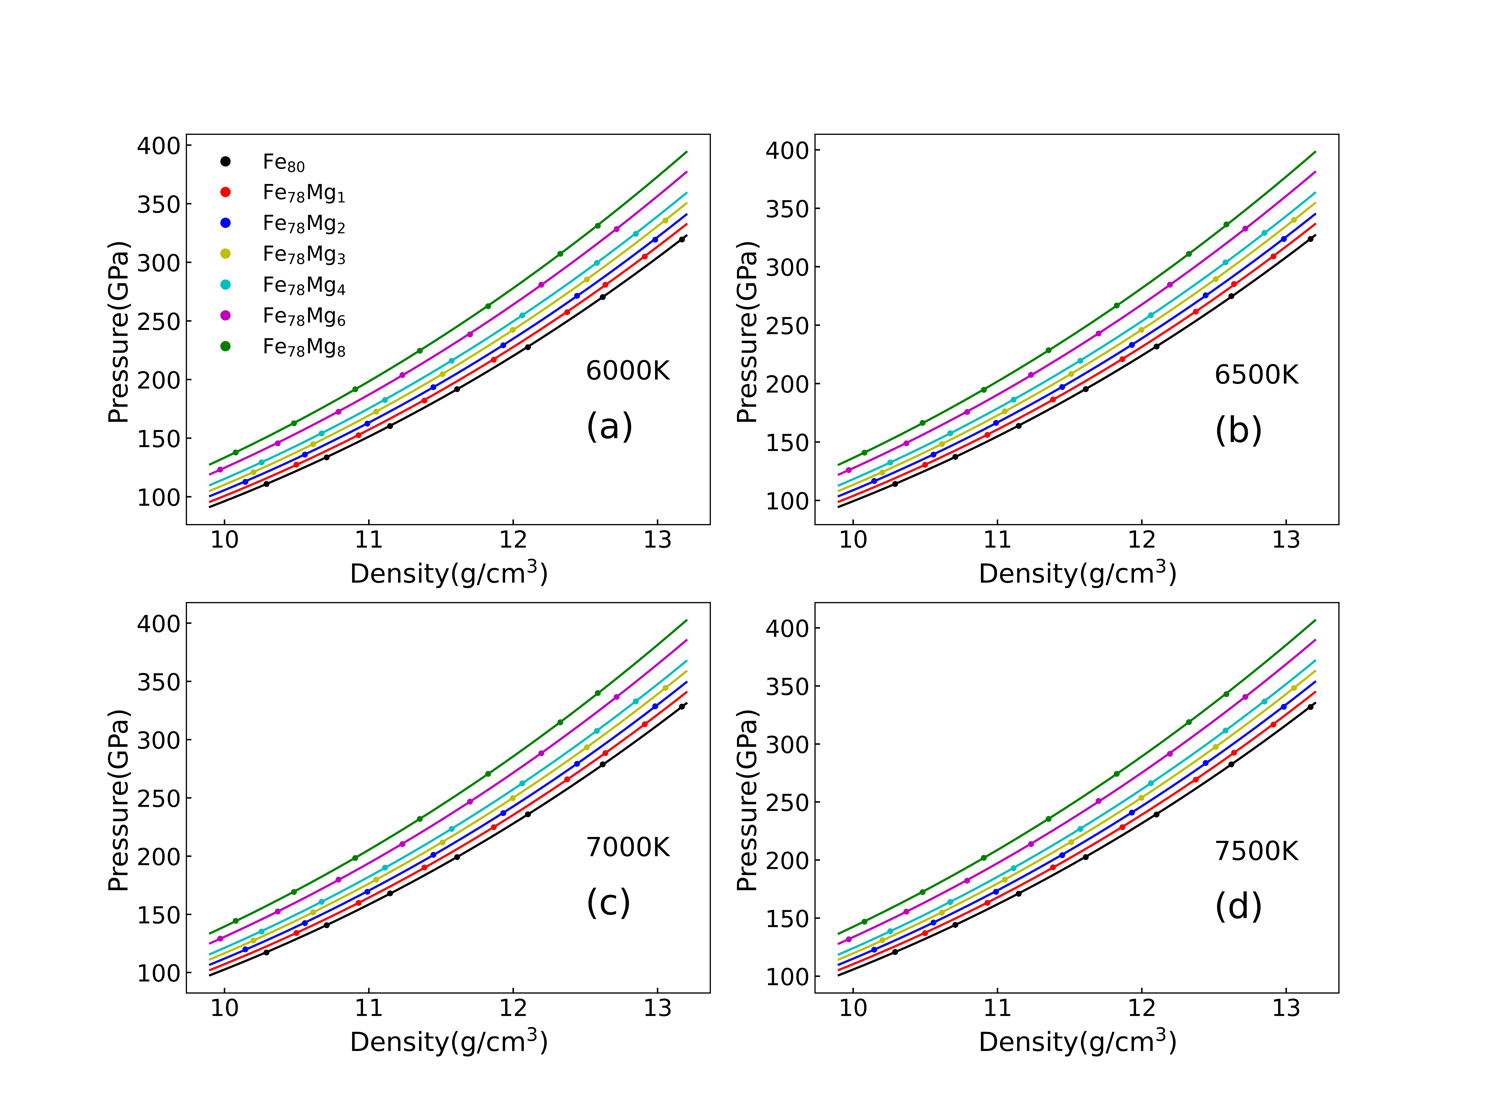 400
350
300
250
200
150
100
Pressure(GPa)
Fe₈₀
Fe₇₈Mg₁
Fe₇₈Mg₂
Fe₇₈Mg₃
Fe₇₈Mg₄
Fe₇₈Mg₆
Fe₇₈Mg₈
6000K
(a)
10 11 12 13
Density(g/cm³)
400
350
300
250
200
150
100
Pressure(GPa)
6500K
(b)
10 11 12 13
Density(g/cm³)
400
350
300
250
200
150
100
Pressure(GPa)
7000K
(c)
10 11 12 13
Density(g/cm³)
400
350
300
250
200
150
100
Pressure(GPa)
7500K
(d)
10 11 12 13
Density(g/cm³)